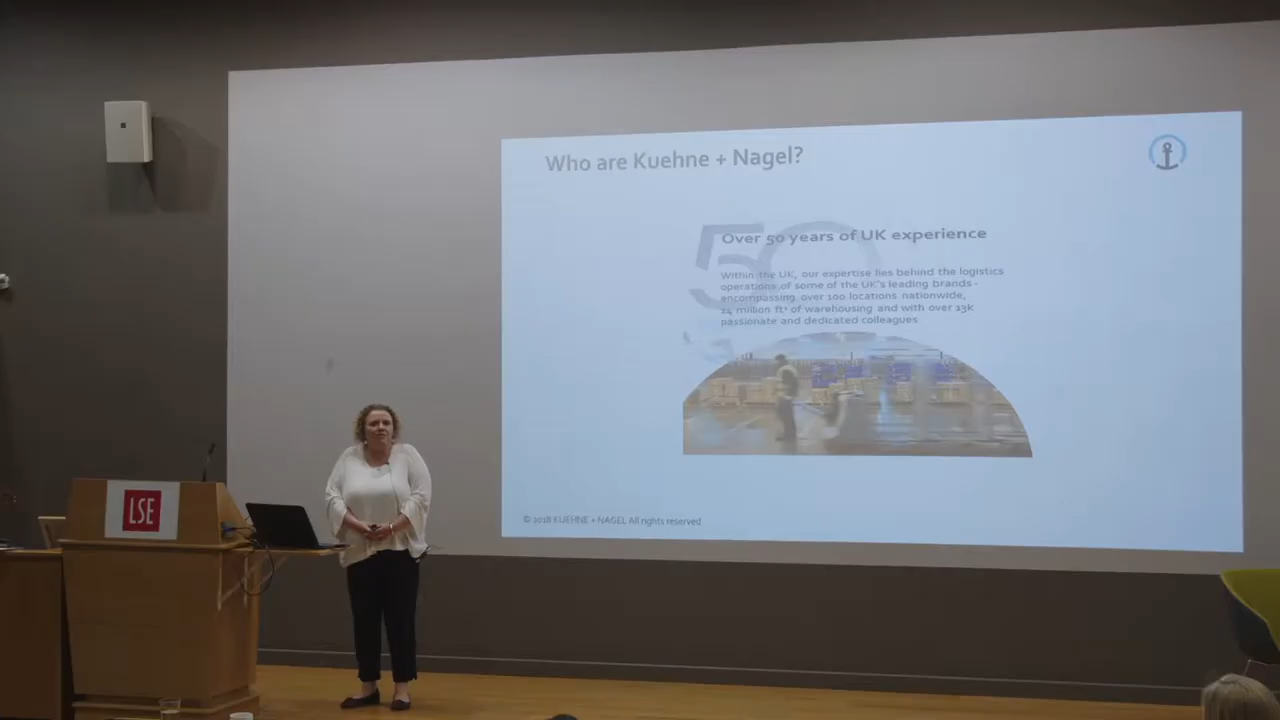 Who are Kuehne + Nagel?
50
Over 50 years of UK experience
Within the UK, our expertise lies behind the logistics
operations of some of the UK's leading brands -
encompassing over 100 locations nationwide,
million ft² of warehousing and with over 13k
passionate and dedicated colleagues
LSE
© 2018 KUEHNE + NAGEL All rights reserved